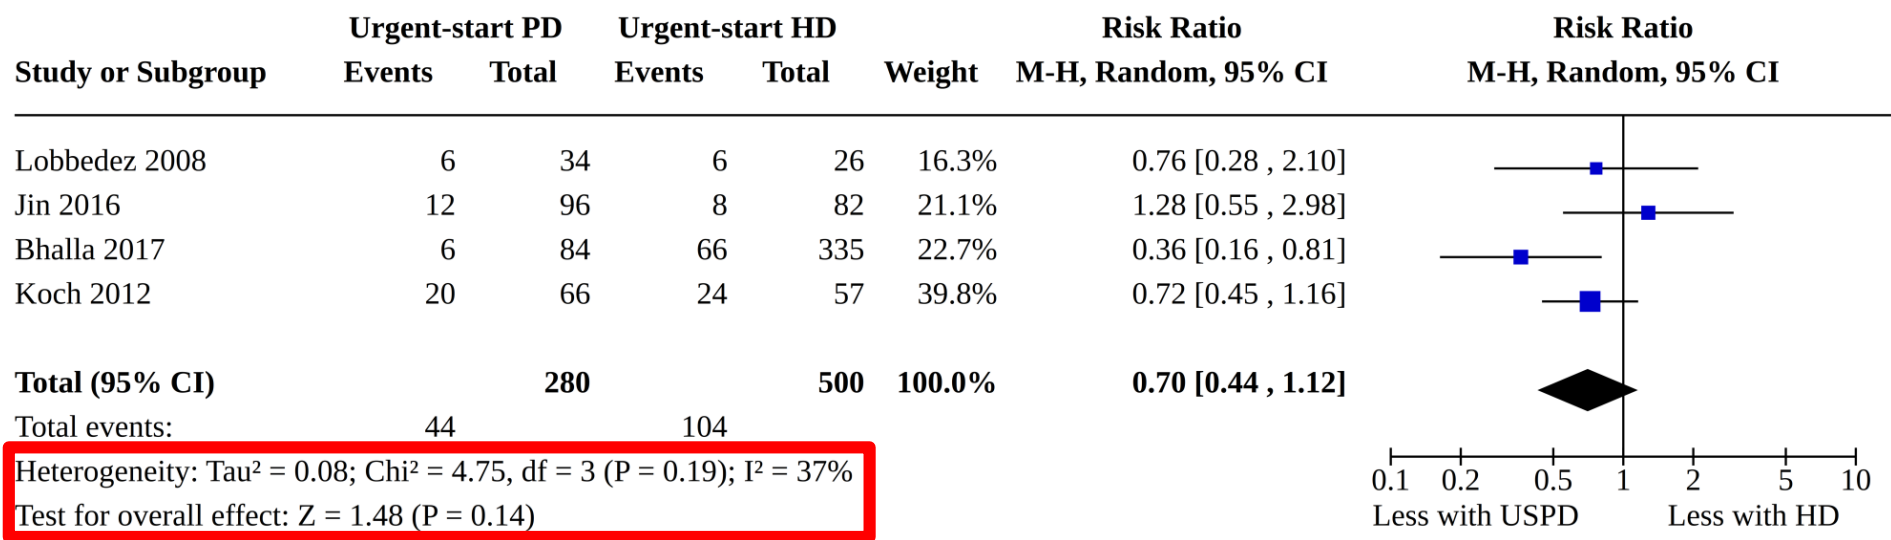 Urgent-start PD Urgent-start HD Risk Ratio Risk Ratio
Study or Subgroup Events Total Events Total Weight M-H, Random, 95% CI M-H, Random, 95% CI
Lobbedez 2008 6 34 6 26 16.3% 0.76 [0.28 , 2.10]
Jin 2016 12 96 8 82 21.1% 1.28 [0.55 , 2.98]
Bhalla 2017 6 84 66 335 22.7% 0.36 [0.16 , 0.81]
Koch 2012 20 66 24 57 39.8% 0.72 [0.45 , 1.16]
Total (95% CI) 280 500 100.0% 0.70 [0.44 , 1.12]
Total events: 44 104
Heterogeneity: Tau² = 0.08; Chi² = 4.75, df = 3 (P = 0.19); I² = 37%
0.1 0.2 0.5 1 2 5 10
Test for overall effect: Z = 1.48 (P = 0.14)
Less with USPD Less with HD